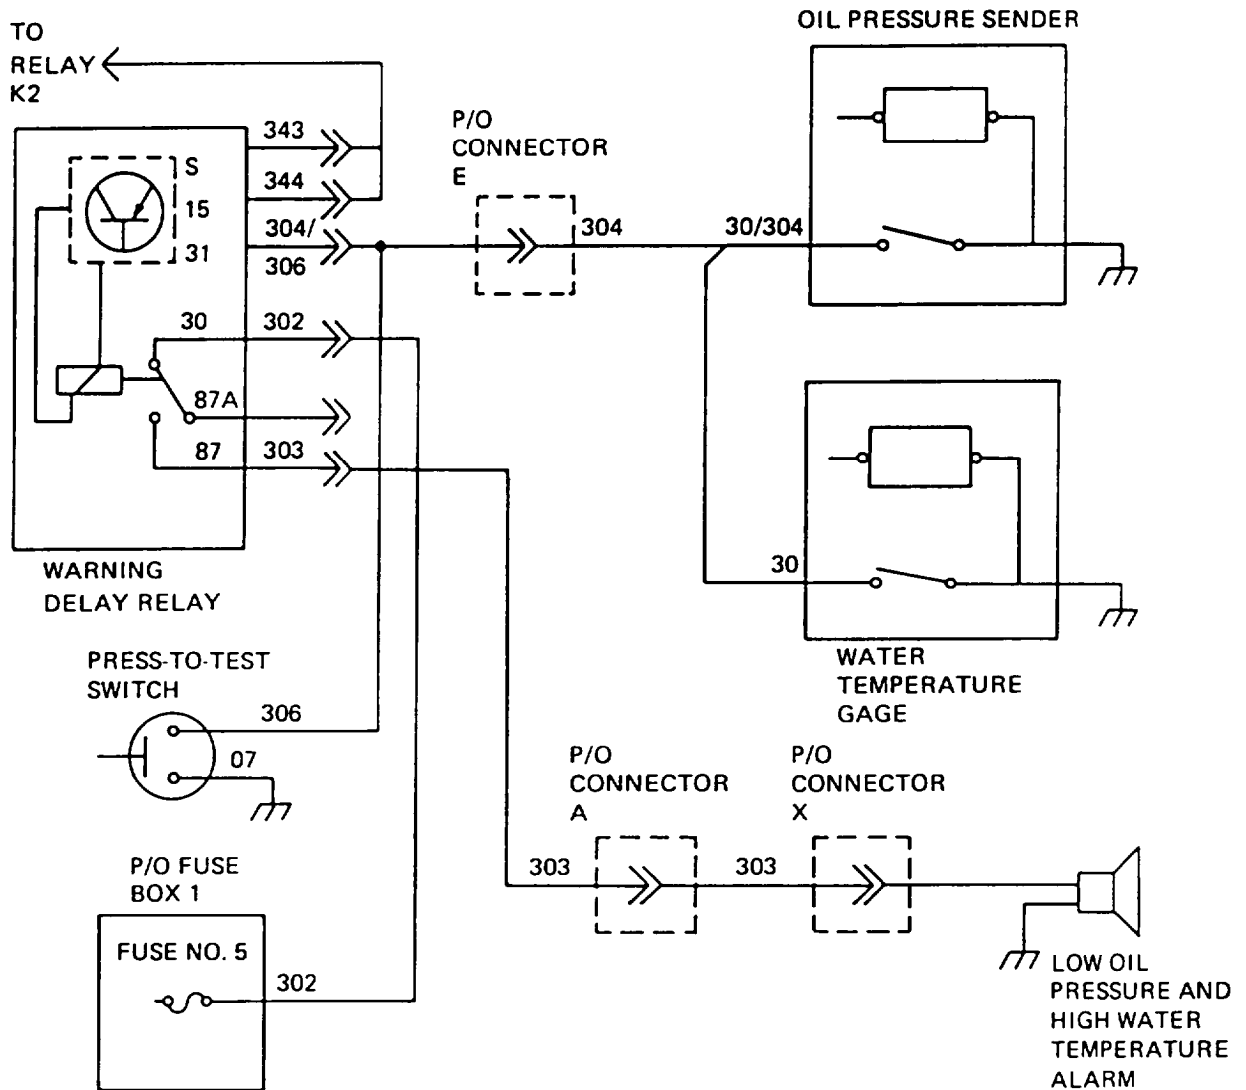 TO
RELAY
K2
OIL PRESSURE SENDER
P/O
CONNECTOR
E
343
344
304/
306
S
15
31
304
30/304
30
302
87A
87
303
30
WARNING
DELAY RELAY
WATER
TEMPERATURE
GAGE
PRESS-TO-TEST
SWITCH
306
07
P/O
CONNECTOR
A
P/O
CONNECTOR
X
303
303
P/O FUSE
BOX 1
FUSE NO. 5
302
LOW OIL
PRESSURE AND
HIGH WATER
TEMPERATURE
ALARM